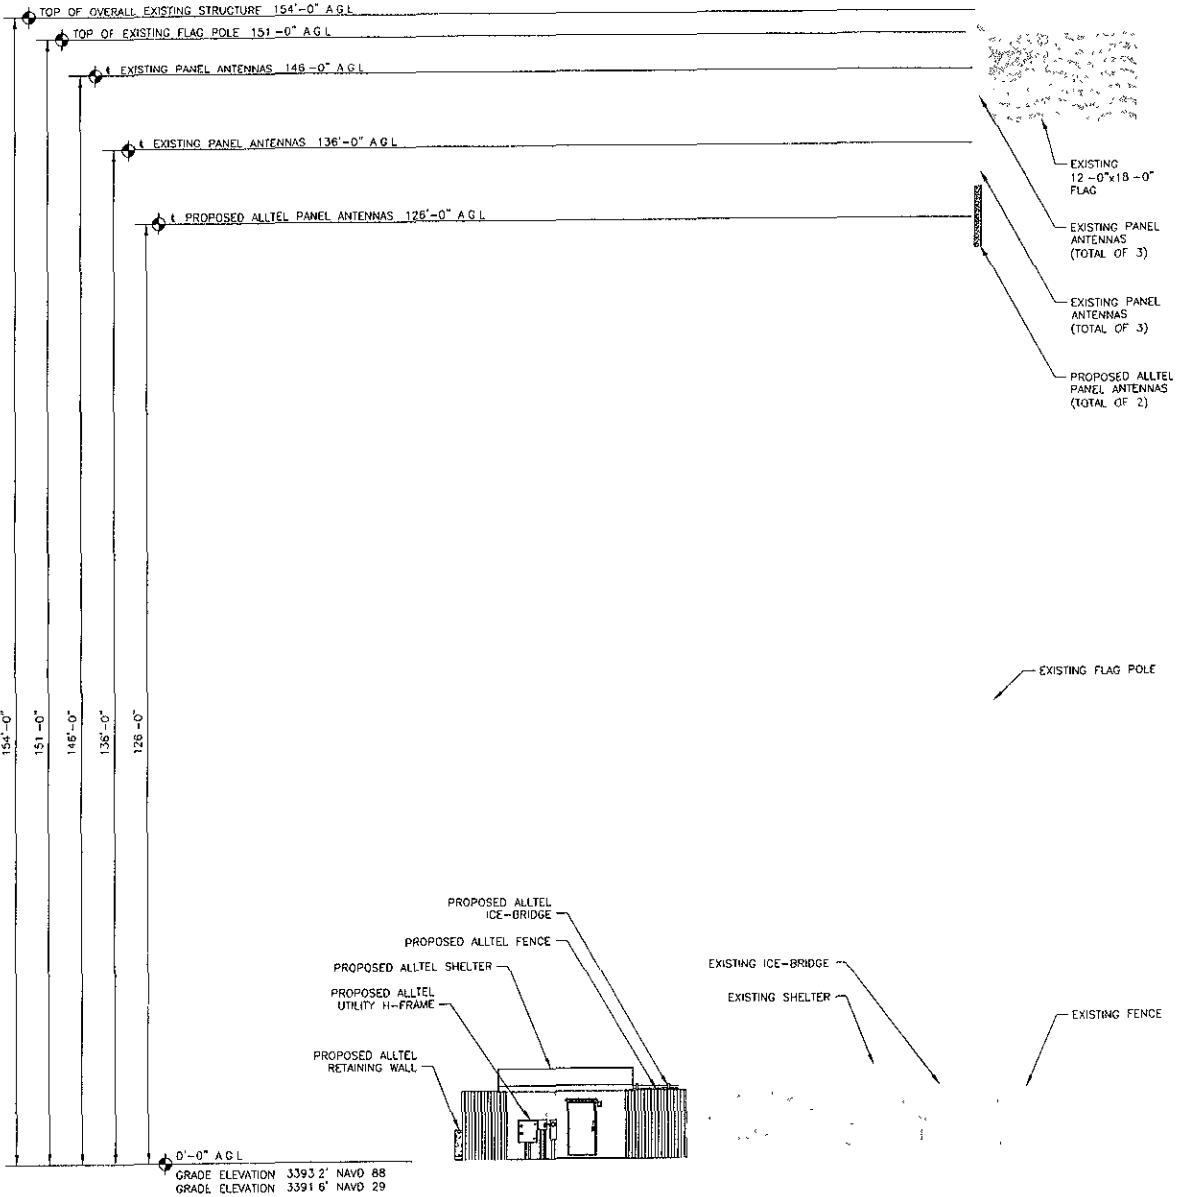 TOP OF OVERALL EXISTING STRUCTURE 154'-0" A G L
TOP OF EXISTING FLAG POLE 151 -0" A G L
℄ EXISTING PANEL ANTENNAS 146 -0" A G L
℄ EXISTING PANEL ANTENNAS 136'-0" A G L
℄ PROPOSED ALLTEL PANEL ANTENNAS 126'-0" A G L
EXISTING
12 -0"x18 -0"
FLAG
EXISTING PANEL
ANTENNAS
(TOTAL OF 3)
EXISTING PANEL
ANTENNAS
(TOTAL OF 3)
PROPOSED ALLTEL
PANEL ANTENNAS
(TOTAL OF 2)
EXISTING FLAG POLE
154'-0"
151 -0"
146'-0"
136'-0"
126 -0"
PROPOSED ALLTEL
ICE-BRIDGE
PROPOSED ALLTEL FENCE
PROPOSED ALLTEL SHELTER
PROPOSED ALLTEL
UTILITY H-FRAME
PROPOSED ALLTEL
RETAINING WALL
EXISTING ICE-BRIDGE
EXISTING SHELTER
EXISTING FENCE
0'-0" A G L
GRADE ELEVATION 3393 2' NAVD 88
GRADE ELEVATION 3391 6' NAVD 29